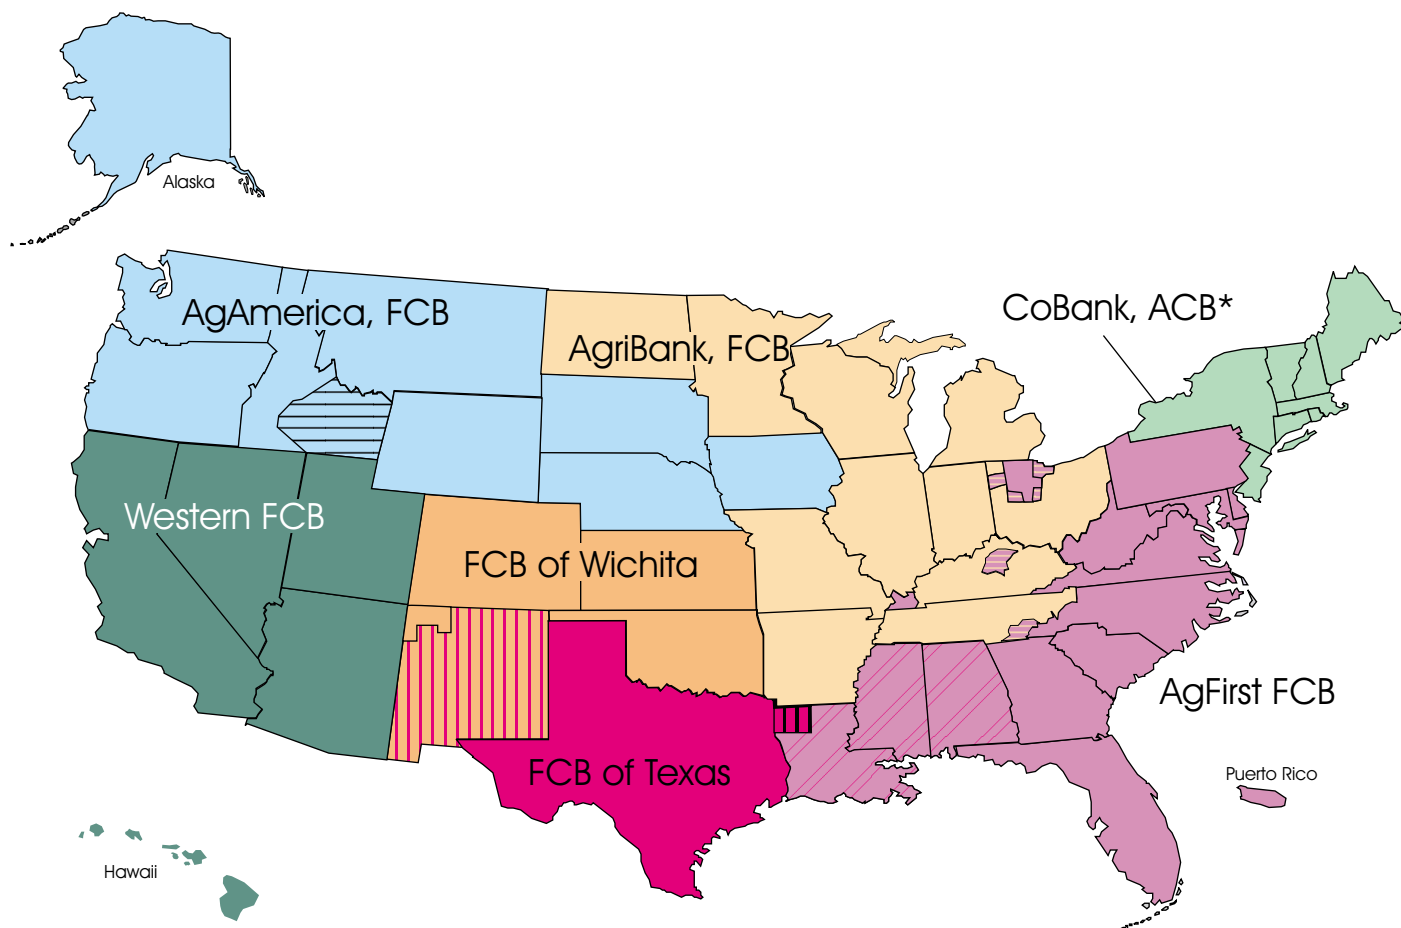 Alaska
AgAmerica, FCB
CoBank, ACB*
AgriBank, FCB
Western FCB
FCB of Wichita
AgFirst FCB
FCB of Texas
Puerto Rico
Hawaii